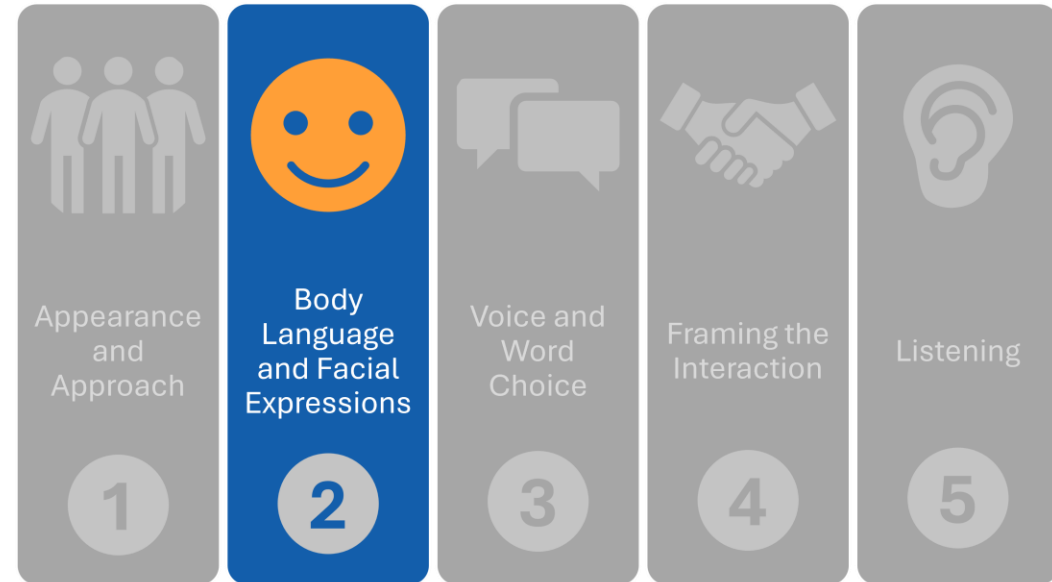 Appearance
and
Approach
1
Body
Language
and Facial
Expressions
2
Voice and
Word
Choice
3
Framing the
Interaction
4
Listening
5